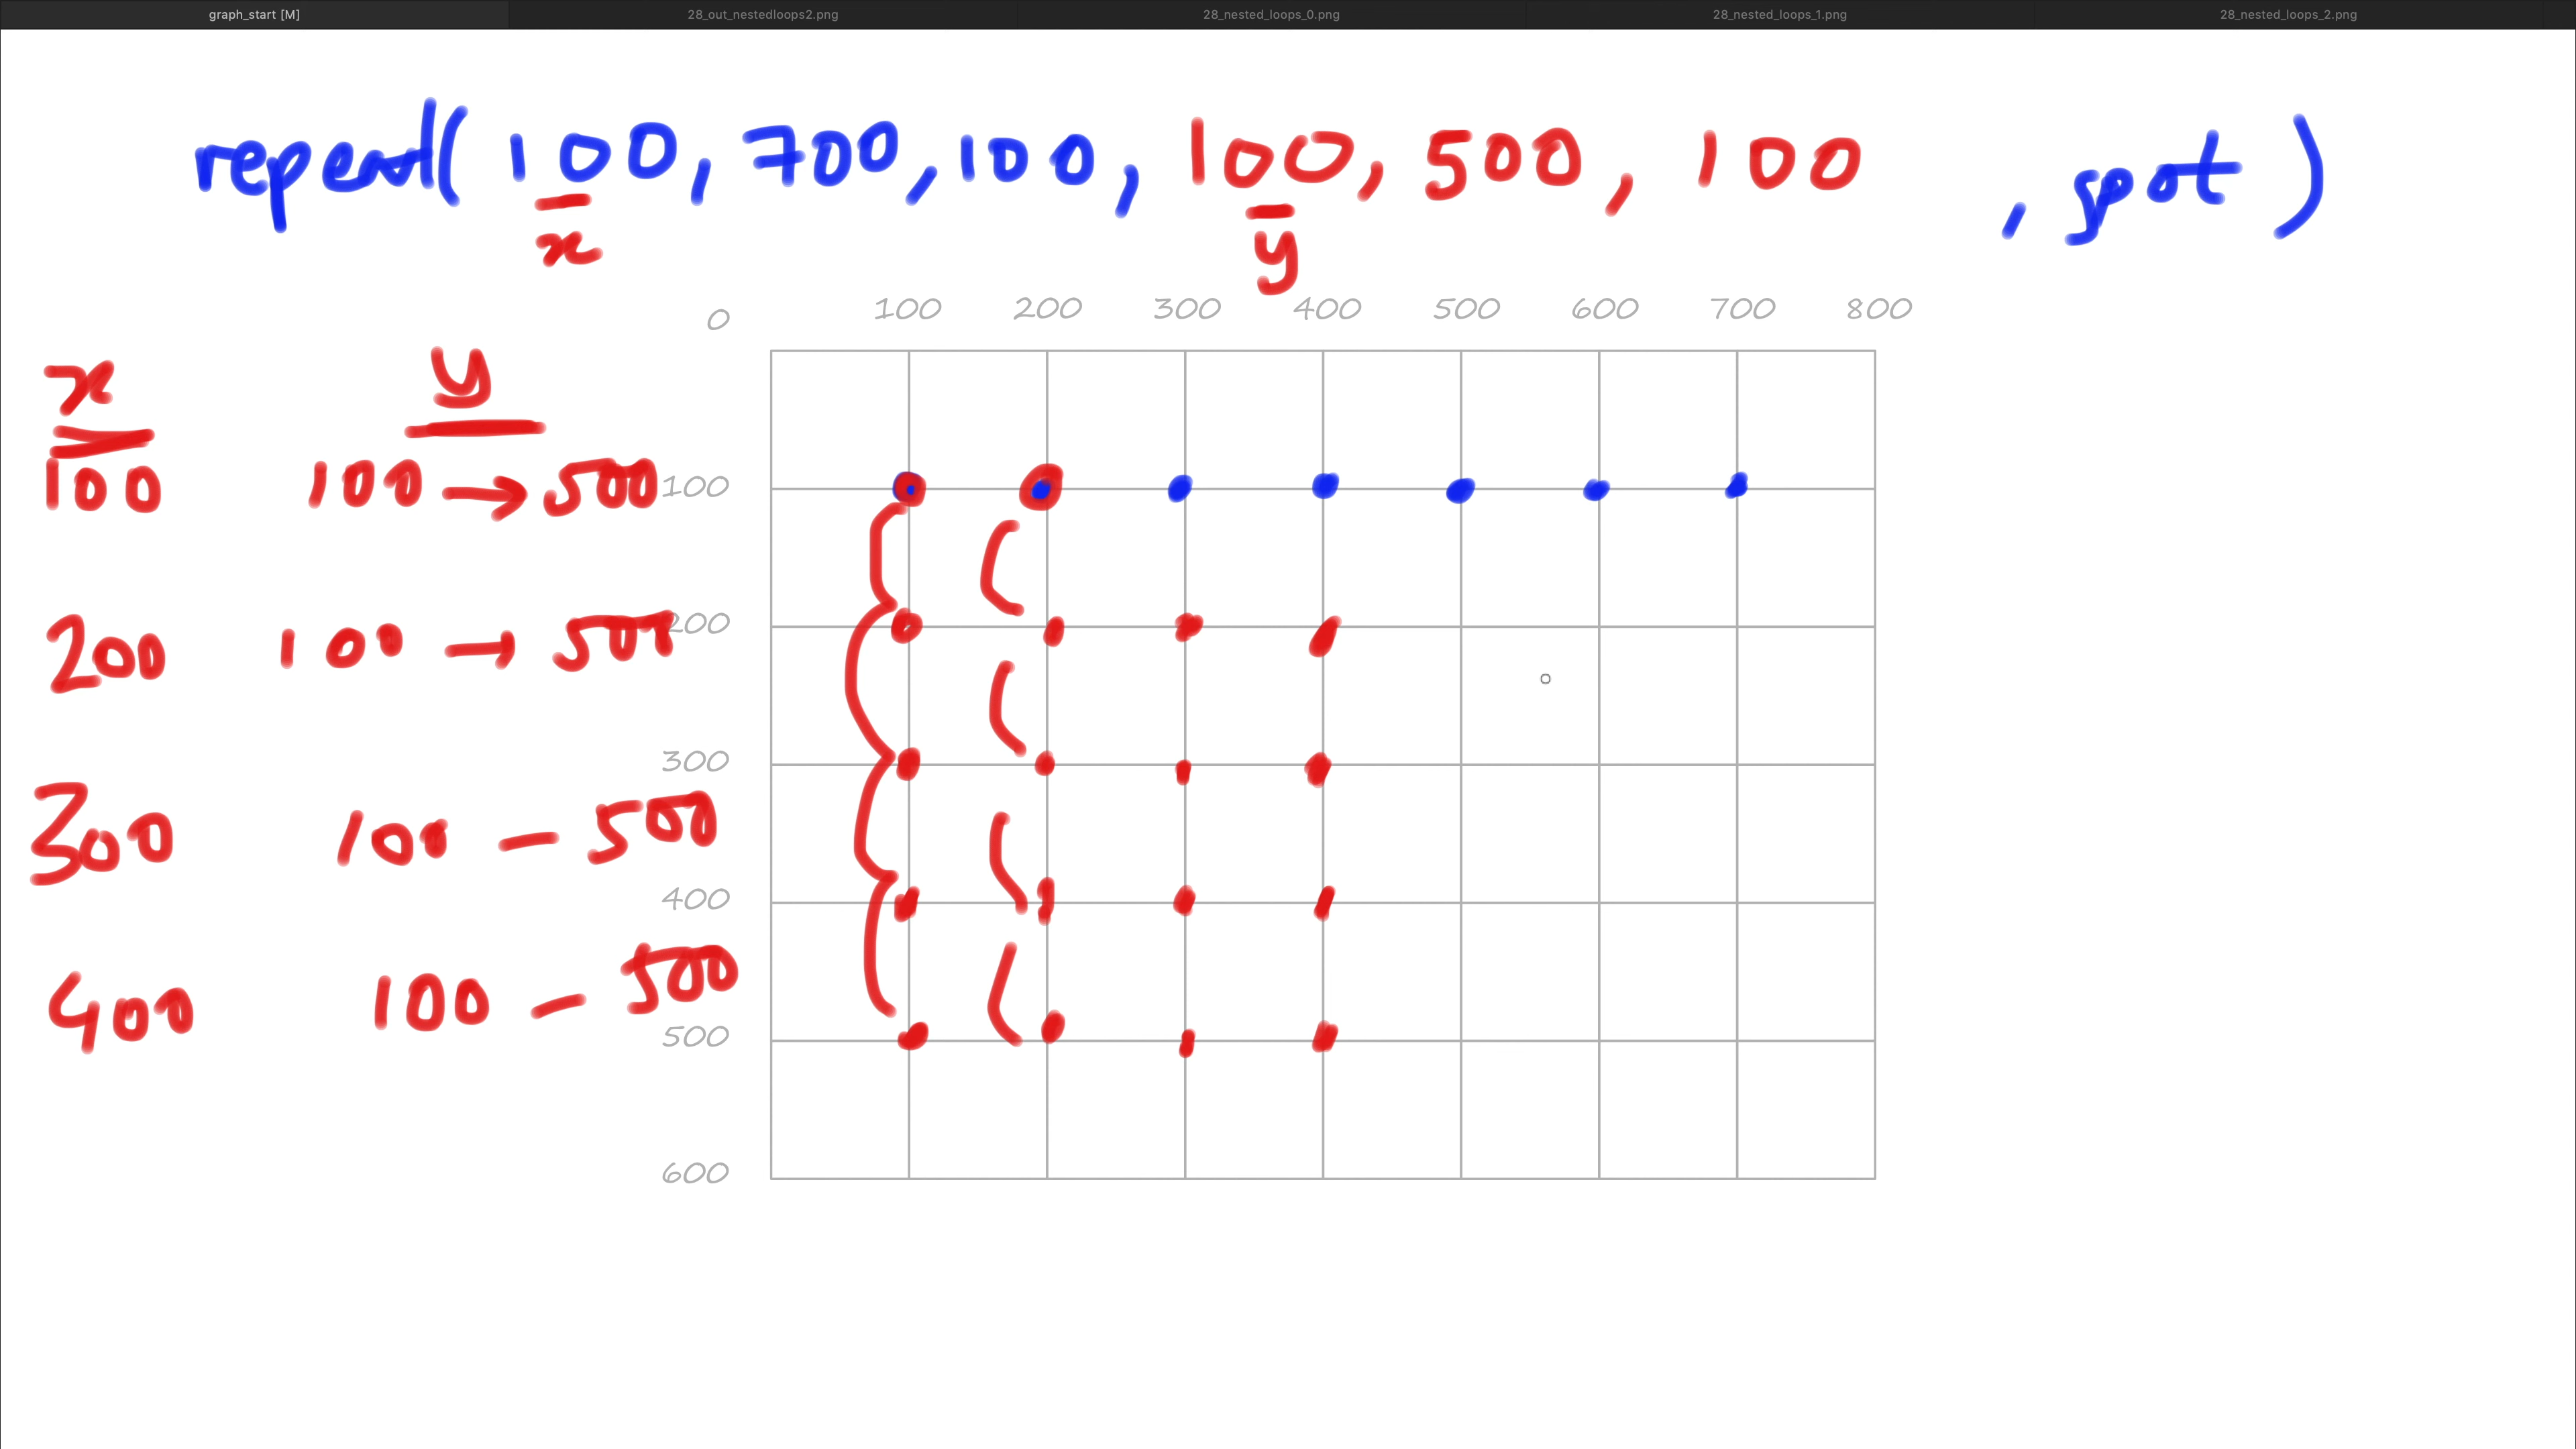 graph_start [M] 28_out_nestedloops2.png 28_nested_loops_0.png 28_nested_loops_1.png 28_nested_loops_2.png
repeat( 100, 700, 100, 100, 500, 100 , spot)
x y
0 100 200 300 400 500 600 700 800
x y
100 100 → 500 100
200 100 → 500 200
300
300 100 - 500
400
400 100 - 500
500
600